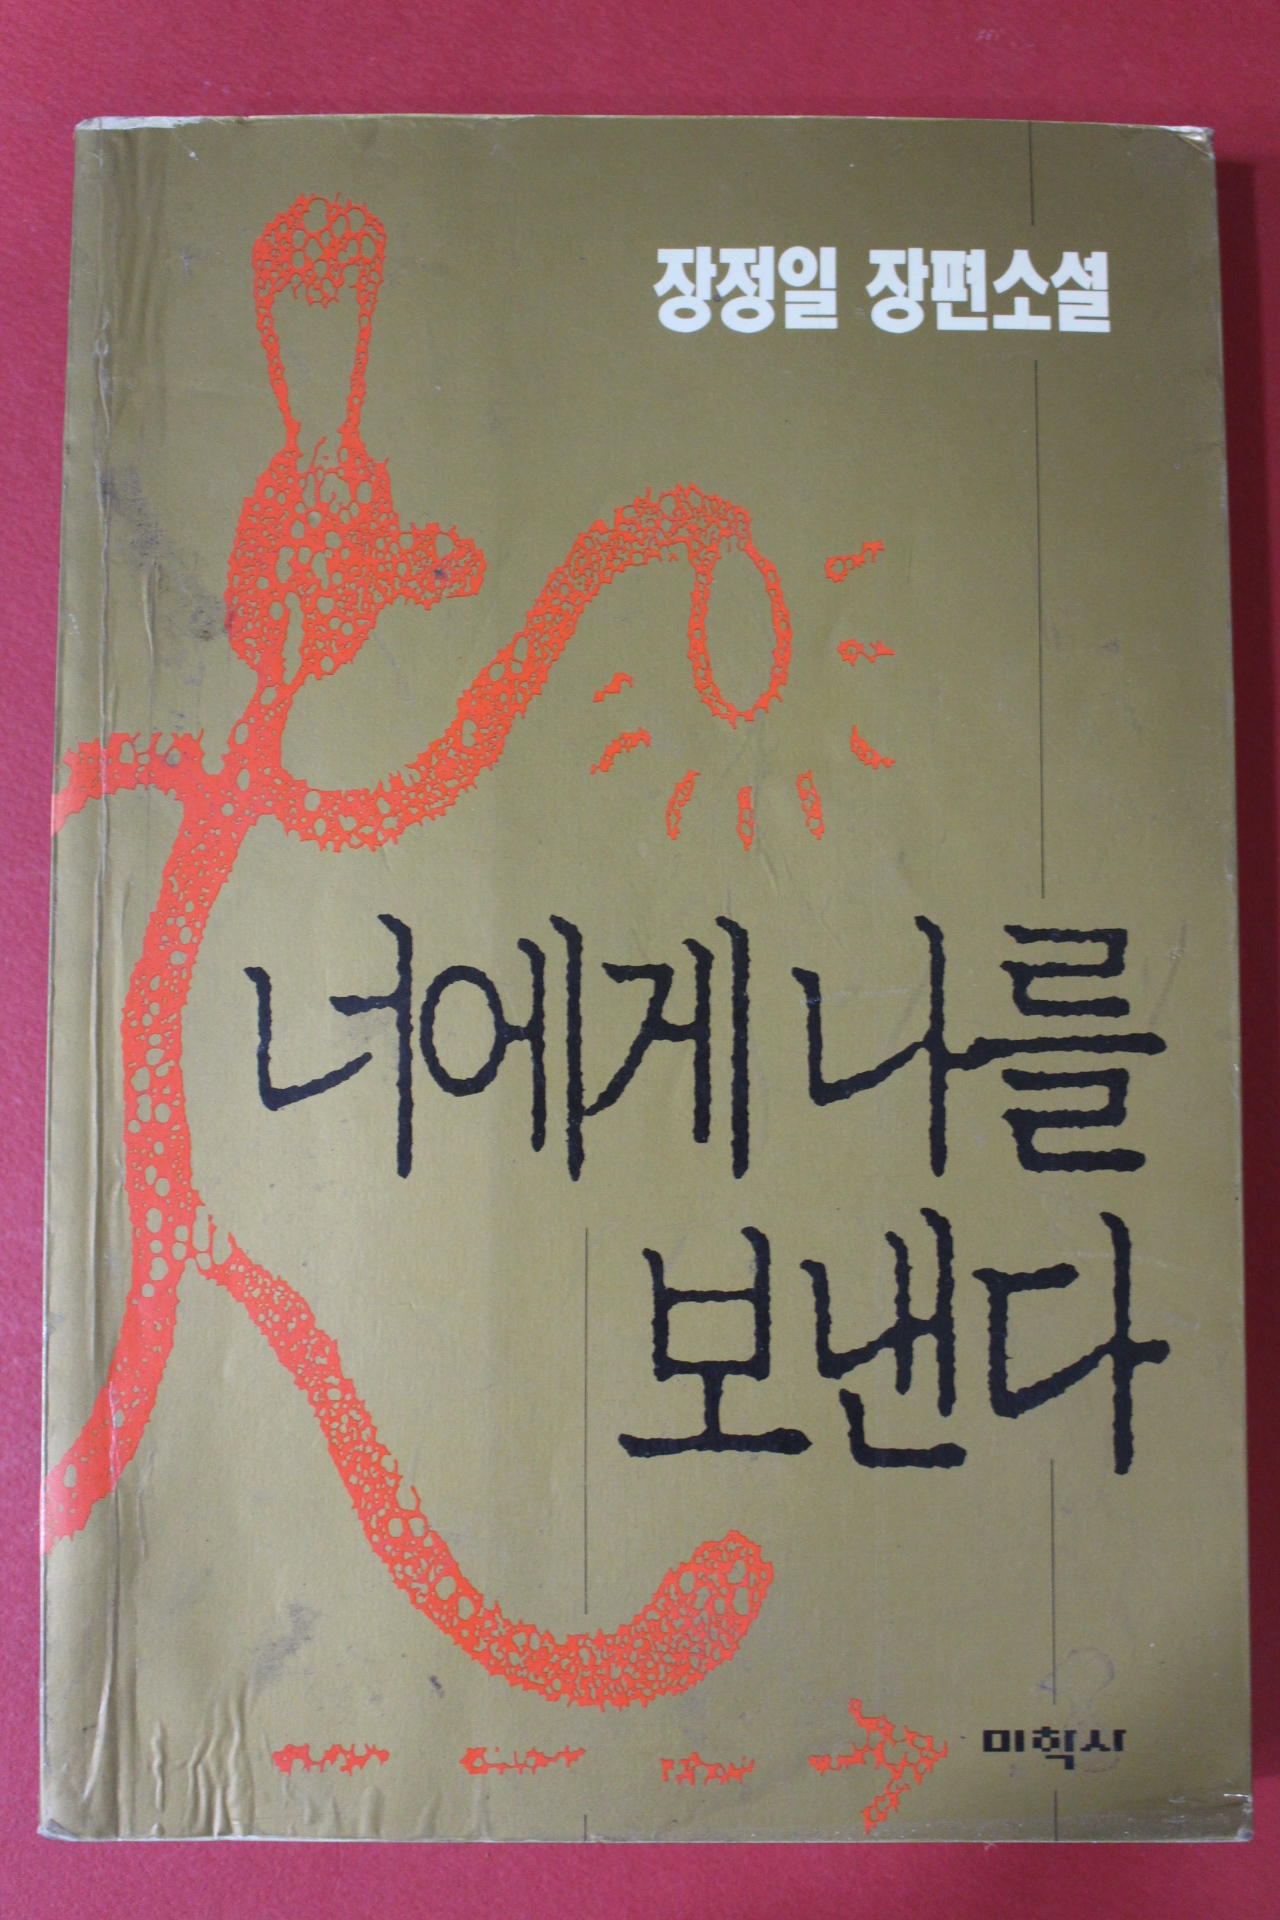 장정일 장편소설
너에게 나를
보낸다
미학사